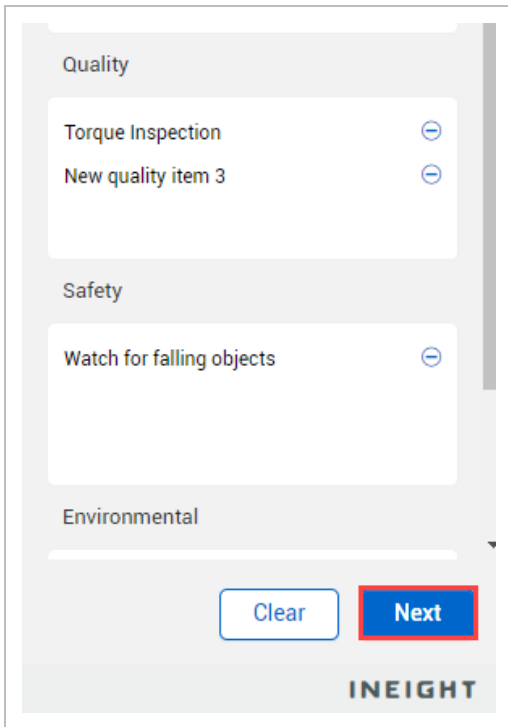 Quality
Torque Inspection
New quality item 3
Safety
Watch for falling objects
Environmental
Clear
Next
INEIGHT